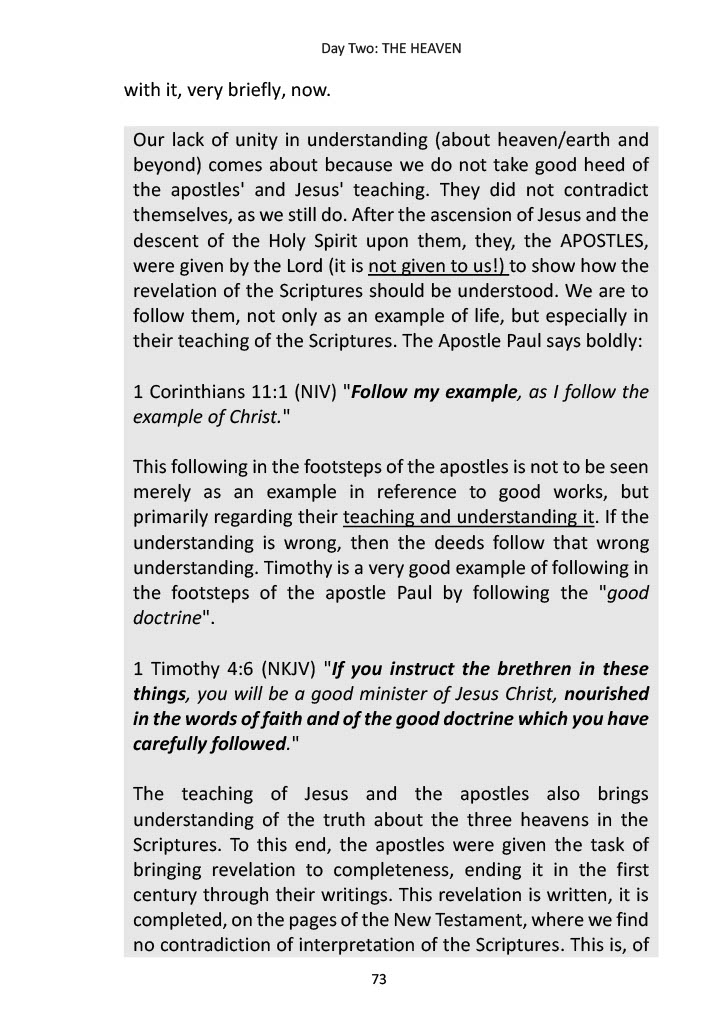 Day Two: THE HEAVEN
with it, very briefly, now.
Our lack of unity in understanding (about heaven/earth and
beyond) comes about because we do not take good heed of
the apostles' and Jesus' teaching. They did not contradict
themselves, as we still do. After the ascension of Jesus and the
descent of the Holy Spirit upon them, they, the APOSTLES,
were given by the Lord (it is not given to us!) to show how the
revelation of the Scriptures should be understood. We are to
follow them, not only as an example of life, but especially in
their teaching of the Scriptures. The Apostle Paul says boldly:
1 Corinthians 11:1 (NIV) "Follow my example, as I follow the
example of Christ."
This following in the footsteps of the apostles is not to be seen
merely as an example in reference to good works, but
primarily regarding their teaching and understanding it. If the
understanding is wrong, then the deeds follow that wrong
understanding. Timothy is a very good example of following in
the footsteps of the apostle Paul by following the "good
doctrine".
1 Timothy 4:6 (NKJV) "If you instruct the brethren in these
things, you will be a good minister of Jesus Christ, nourished
in the words of faith and of the good doctrine which you have
carefully followed."
The teaching of Jesus and the apostles also brings
understanding of the truth about the three heavens in the
Scriptures. To this end, the apostles were given the task of
bringing revelation to completeness, ending it in the first
century through their writings. This revelation is written, it is
completed, on the pages of the New Testament, where we find
no contradiction of interpretation of the Scriptures. This is, of
73